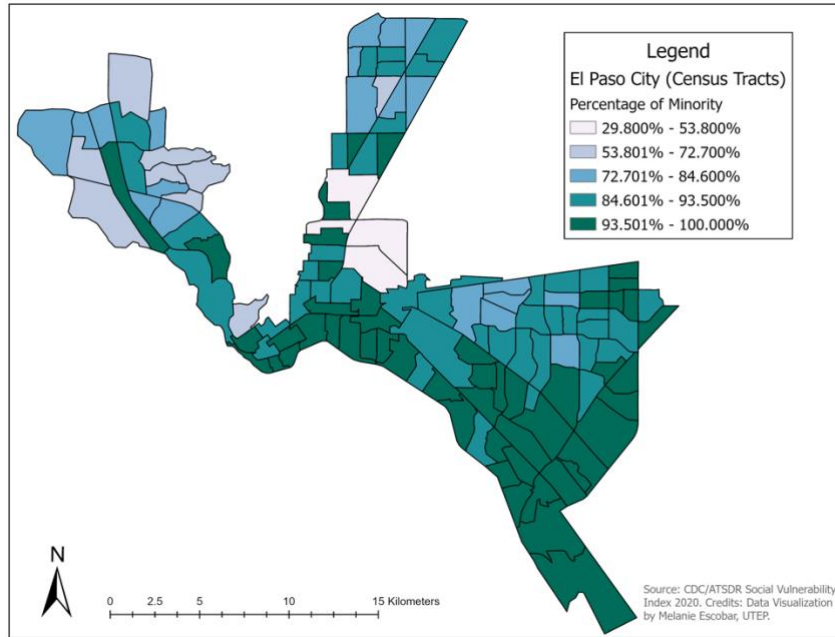 Legend
El Paso City (Census Tracts)
Percentage of Minority
29.800% - 53.800%
53.801% - 72.700%
72.701% - 84.600%
84.601% - 93.500%
93.501% - 100.000%
N
0 2.5 5 10 15 Kilometers
Source: CDC/ATSDR Social Vulnerability
Index 2020. Credits: Data Visualization
by Melanie Escobar, UTEP.